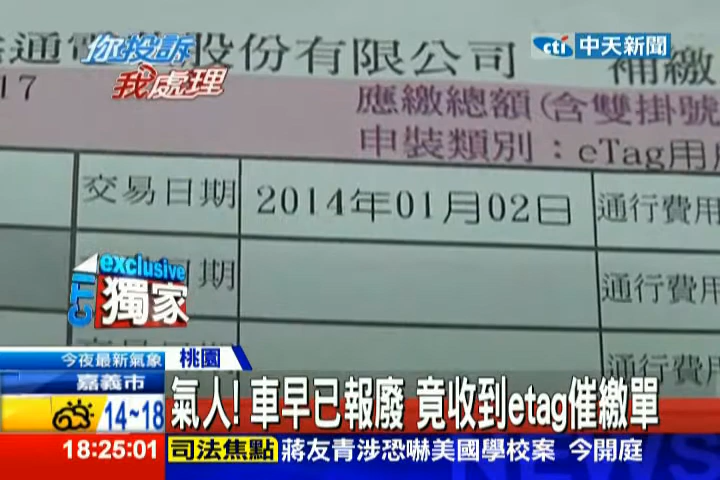 你投訴
我處理
cti 中天新聞
通電 股份有限公司 補繳
17
應繳總額(含雙掛號
申裝類別：eTag用
交易日期 2014年01月02日 通行費用
日期 通行費用
exclusive
CTi 獨家
通行費
今夜最新氣象 桃園
嘉義市
14~18
氣人!車早已報廢 竟收到etag催繳單
18:25:01
司法焦點 蔣友青涉恐嚇美國學校案 今開庭
NEWS